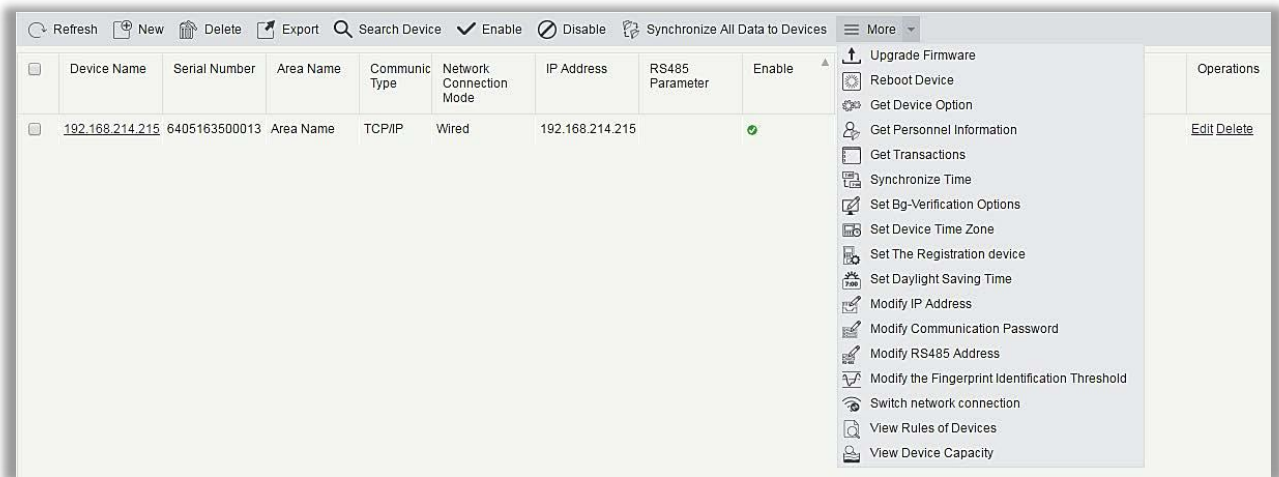 Refresh New Delete Export Search Device Enable Disable Synchronize All Data to Devices More
Device Name Serial Number Area Name Communic Type Network Connection Mode IP Address RS485 Parameter Enable Operations
192.168.214.215 6405163500013 Area Name TCP/IP Wired 192.168.214.215 Edit Delete
Upgrade Firmware
Reboot Device
Get Device Option
Get Personnel Information
Get Transactions
Synchronize Time
Set Bg-Verification Options
Set Device Time Zone
Set The Registration device
Set Daylight Saving Time
Modify IP Address
Modify Communication Password
Modify RS485 Address
Modify the Fingerprint Identification Threshold
Switch network connection
View Rules of Devices
View Device Capacity